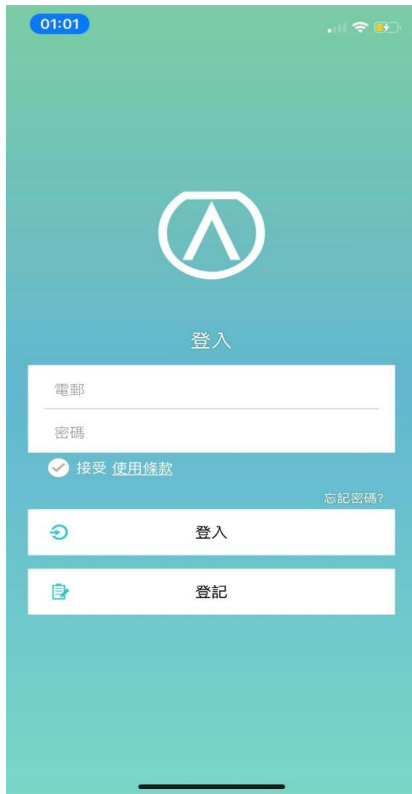 01:01
登入
電郵
密碼
接受 使用條款
忘記密碼?
登入
登記